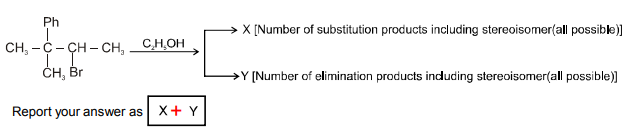 Ph
CH₃ – C – CH – CH₃ C₂H₅OH
CH₃ Br
X [Number of substitution products including stereoisomer(all possible)]
Y [Number of elimination products including stereoisomer(all possible)]
Report your answer as X + Y